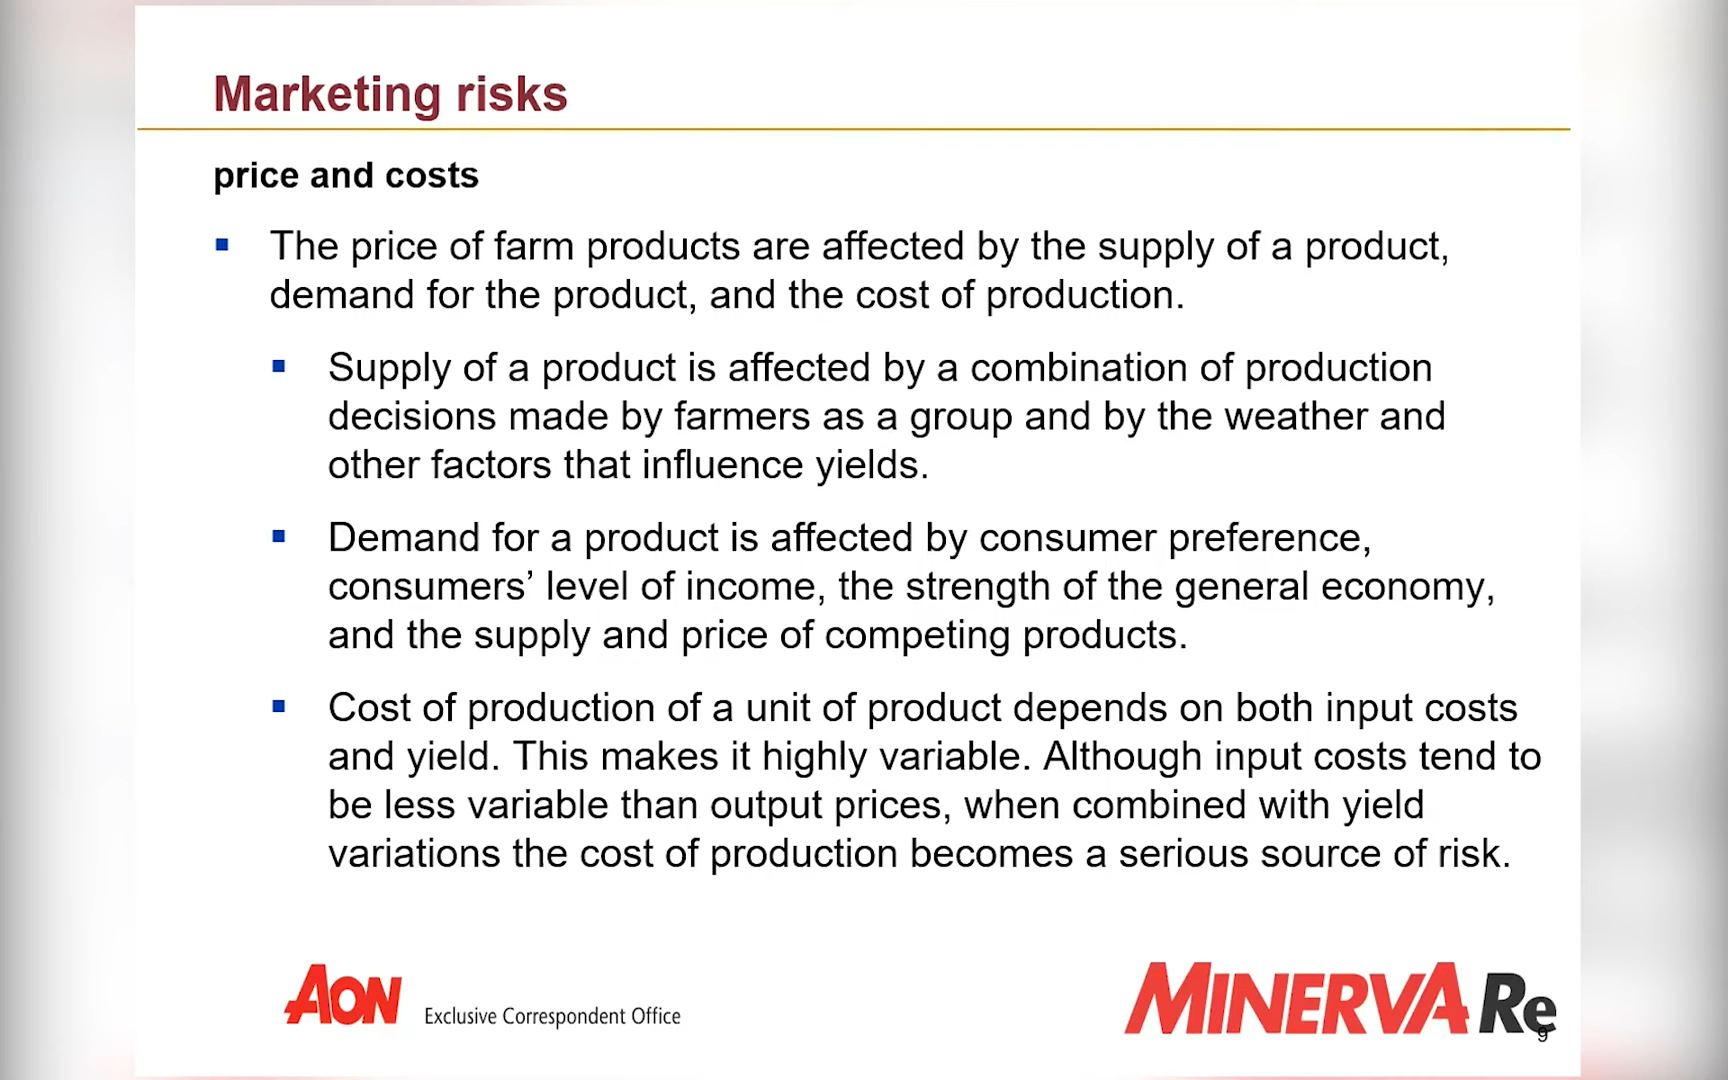 Marketing risks
price and costs
The price of farm products are affected by the supply of a product,
demand for the product, and the cost of production.
Supply of a product is affected by a combination of production
decisions made by farmers as a group and by the weather and
other factors that influence yields.
Demand for a product is affected by consumer preference,
consumers’ level of income, the strength of the general economy,
and the supply and price of competing products.
Cost of production of a unit of product depends on both input costs
and yield. This makes it highly variable. Although input costs tend to
be less variable than output prices, when combined with yield
variations the cost of production becomes a serious source of risk.
AON Exclusive Correspondent Office
MINERVA Re
9